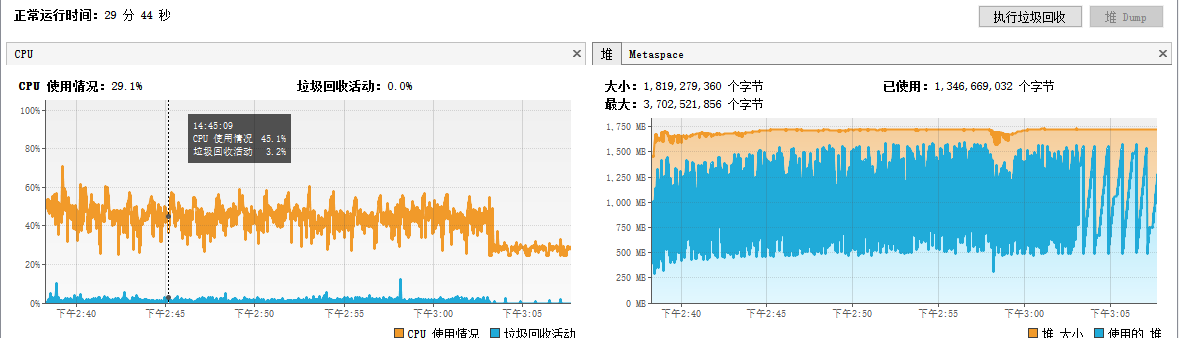 正常运行时间: 29 分 44 秒
执行垃圾回收
堆 Dump
CPU
CPU 使用情况: 29.1%
垃圾回收活动: 0.0%
100%
80%
60%
40%
20%
0%
14:45:09
CPU 使用情况 45.1%
垃圾回收活动 3.2%
下午2:40
下午2:45
下午2:50
下午2:55
下午3:00
下午3:05
CPU 使用情况
垃圾回收活动
堆
Metaspace
大小: 1,819,279,360 个字节
已使用: 1,346,669,032 个字节
最大: 3,702,521,856 个字节
1,750 MB
1,500 MB
1,250 MB
1,000 MB
750 MB
500 MB
250 MB
0 MB
下午2:40
下午2:45
下午2:50
下午2:55
下午3:00
下午3:05
堆 大小
使用的 堆